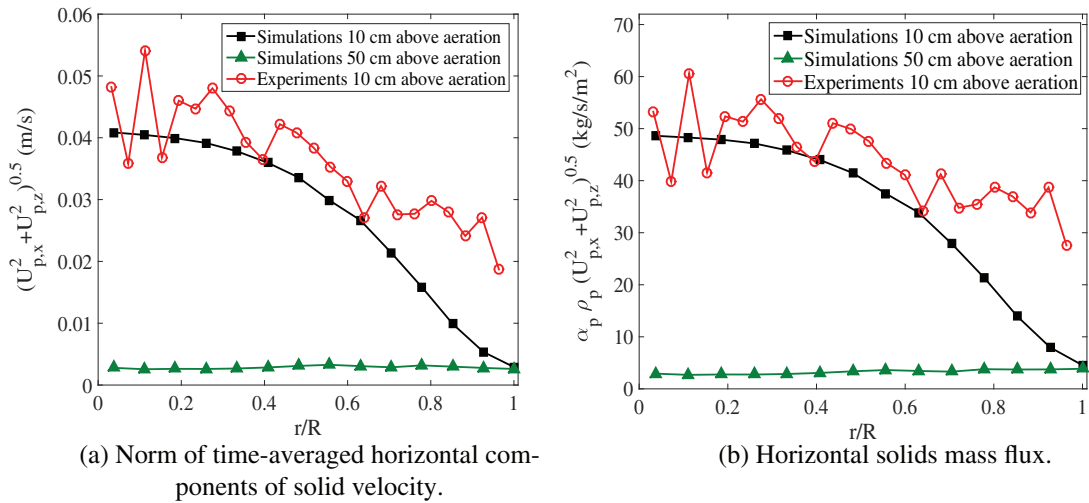 Simulations 10 cm above aeration
Simulations 50 cm above aeration
Experiments 10 cm above aeration
0.06
0.05
0.04
0.03
0.02
0.01
0
(U²p,x +U²p,z)^0.5 (m/s)
0 0.2 0.4 0.6 0.8 1
r/R
(a) Norm of time-averaged horizontal com-
ponents of solid velocity.
Simulations 10 cm above aeration
Simulations 50 cm above aeration
Experiments 10 cm above aeration
70
60
50
40
30
20
10
0
αp ρp (U²p,x +U²p,z)^0.5 (kg/s/m²)
0 0.2 0.4 0.6 0.8 1
r/R
(b) Horizontal solids mass flux.